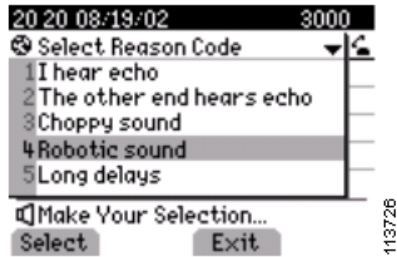 20 20 08/19/02 3000
Select Reason Code
1 I hear echo
2 The other end hears echo
3 Choppy sound
4 Robotic sound
5 Long delays
Make Your Selection...
Select Exit
113726